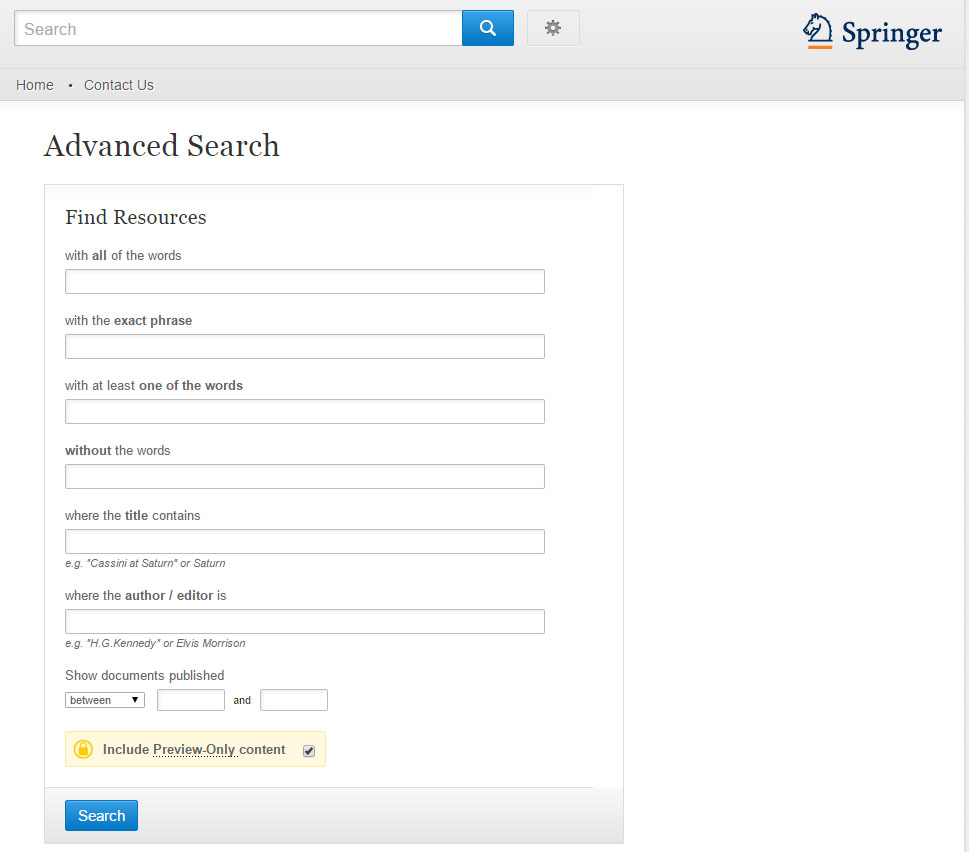 Search
Springer
Home • Contact Us
Advanced Search
Find Resources
with all of the words
with the exact phrase
with at least one of the words
without the words
where the title contains
e.g. "Cassini at Saturn" or Saturn
where the author / editor is
e.g. "H.G.Kennedy" or Elvis Morrison
Show documents published
between and
Include Preview-Only content
Search